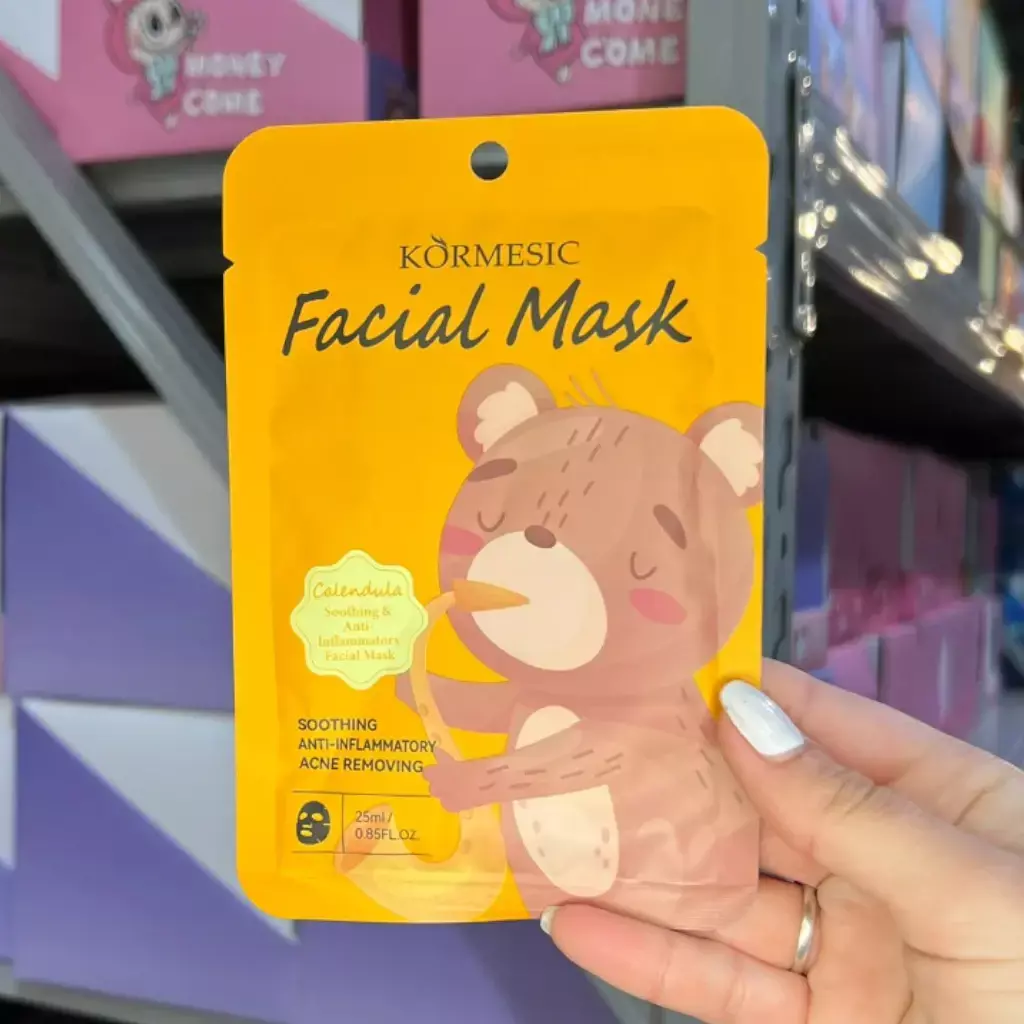 MONEY
COME
MONE
COME
KORMESIC
Facial Mask
Calendula
Soothing &
Anti-
Inflammatory
Facial Mask
SOOTHING
ANTI-INFLAMMATORY
ACNE REMOVING
25ml /
0.85FL.OZ.